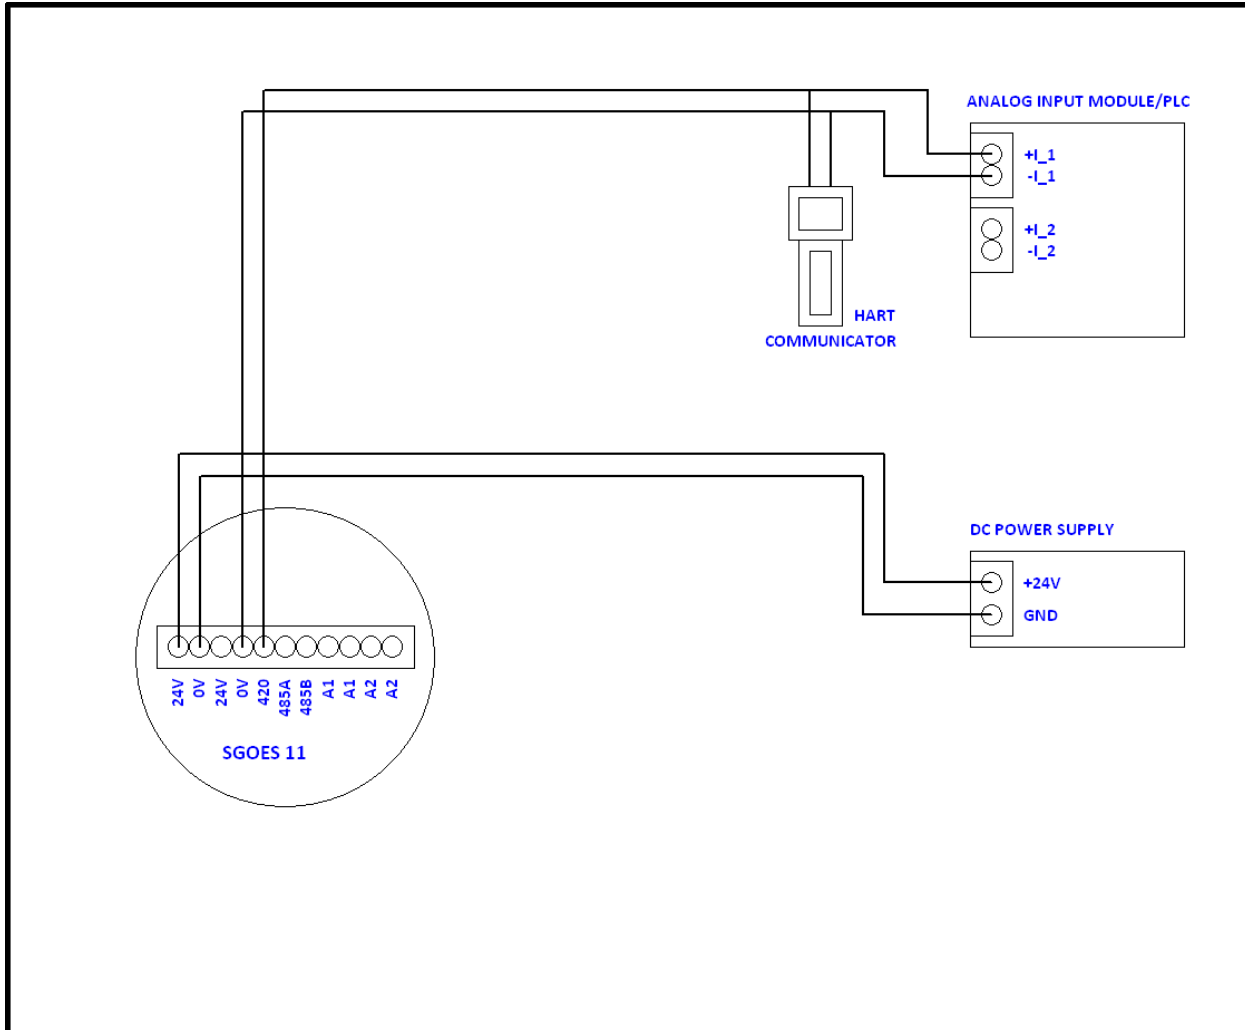 ANALOG INPUT MODULE/PLC
+I_1
-I_1
+I_2
-I_2
HART
COMMUNICATOR
DC POWER SUPPLY
+24V
GND
24V
0V
24V
0V
420
485A
485B
A1
A1
A2
A2
SGOES 11